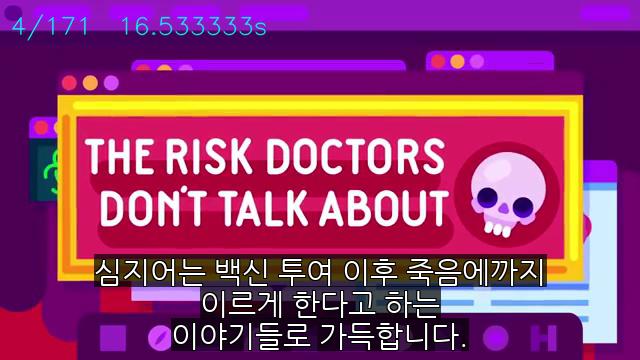 4/171 16.533333s
THE RISK DOCTORS
DON'T TALK ABOUT
심지어는 백신 투여 이후 죽음에까지
이르게 한다고 하는
이야기들로 가득합니다.